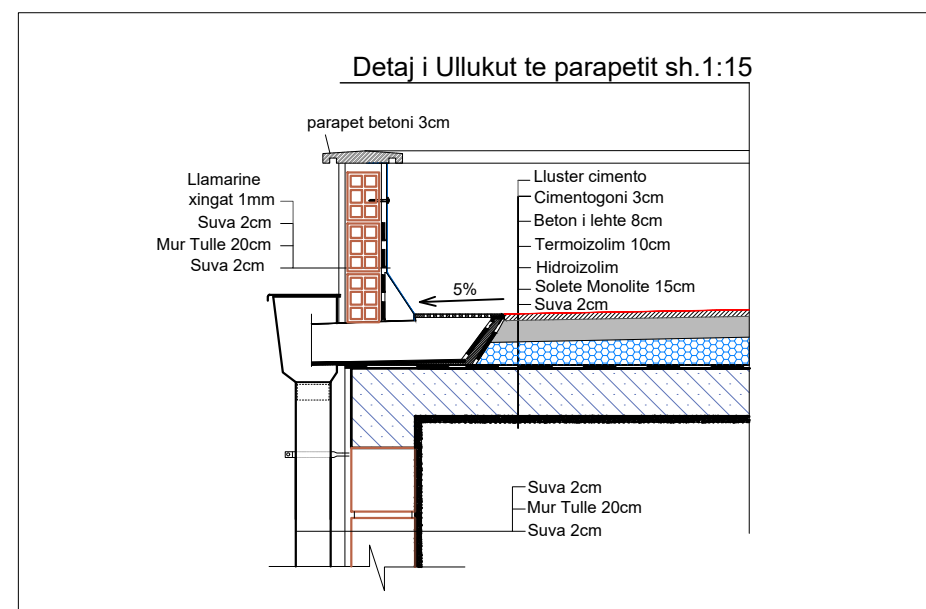 Detaj i Ullukut te parapetit sh.1:15
parapet betoni 3cm
Llamarine
xingat 1mm
Suva 2cm
Mur Tulle 20cm
Suva 2cm
Lluster cimento
Cimentogoni 3cm
Beton i lehte 8cm
Termoizolim 10cm
Hidroizolim
Solete Monolite 15cm
Suva 2cm
5%
Suva 2cm
Mur Tulle 20cm
Suva 2cm